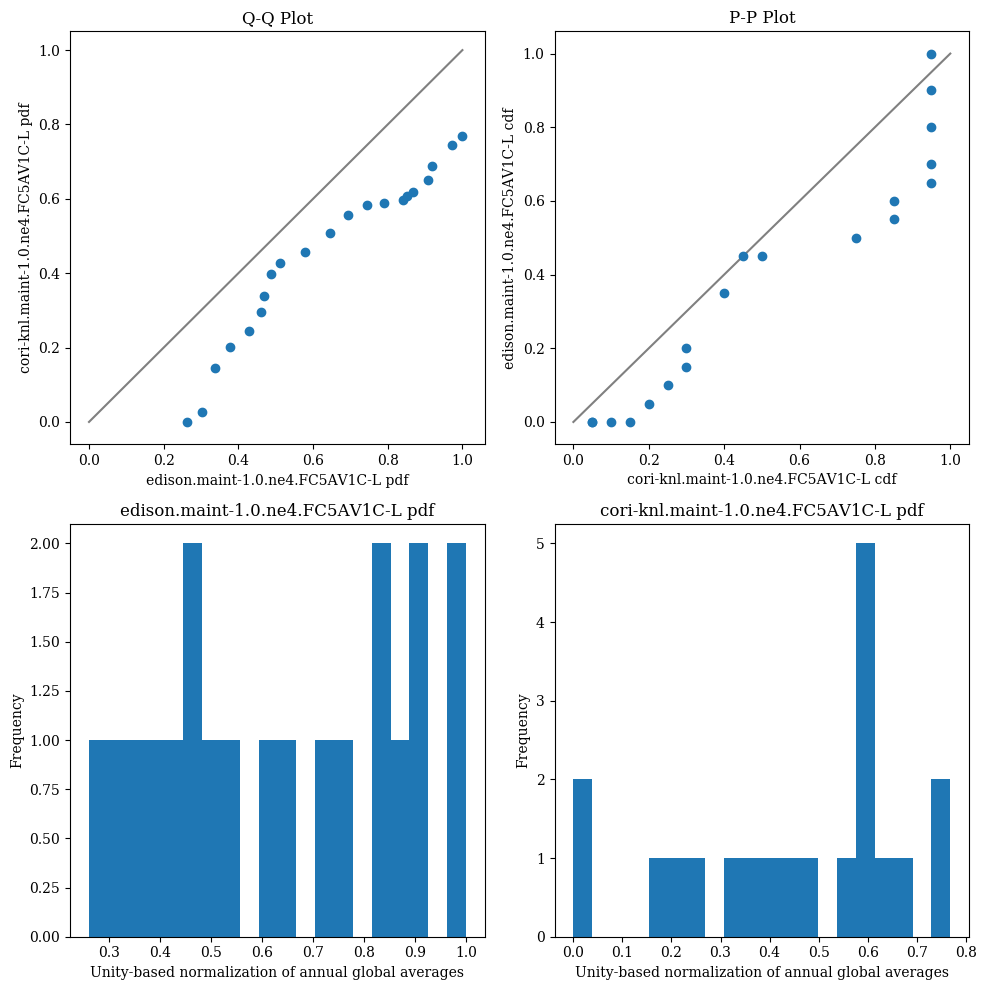 Q-Q Plot
1.0
0.8
0.6
0.4
0.2
0.0
cori-knl.maint-1.0.ne4.FC5AV1C-L pdf
0.0 0.2 0.4 0.6 0.8 1.0
edison.maint-1.0.ne4.FC5AV1C-L pdf
P-P Plot
1.0
0.8
0.6
0.4
0.2
0.0
edison.maint-1.0.ne4.FC5AV1C-L cdf
0.0 0.2 0.4 0.6 0.8 1.0
cori-knl.maint-1.0.ne4.FC5AV1C-L cdf
edison.maint-1.0.ne4.FC5AV1C-L pdf
2.00
1.75
1.50
1.25
1.00
0.75
0.50
0.25
0.00
Frequency
0.3 0.4 0.5 0.6 0.7 0.8 0.9 1.0
Unity-based normalization of annual global averages
cori-knl.maint-1.0.ne4.FC5AV1C-L pdf
5
4
3
2
1
0
Frequency
0.0 0.1 0.2 0.3 0.4 0.5 0.6 0.7 0.8
Unity-based normalization of annual global averages